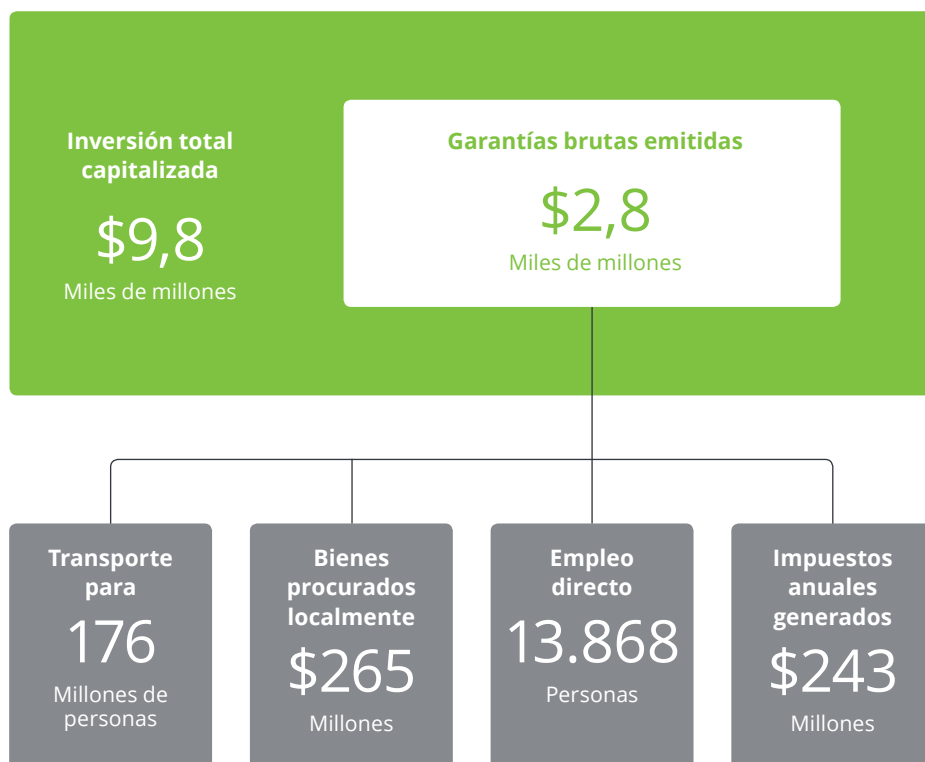 Inversión total
capitalizada
$9,8
Miles de millones
Garantías brutas emitidas
$2,8
Miles de millones
Transporte
para
176
Millones de
personas
Bienes
procurados
localmente
$265
Millones
Empleo
directo
13.868
Personas
Impuestos
anuales
generados
$243
Millones